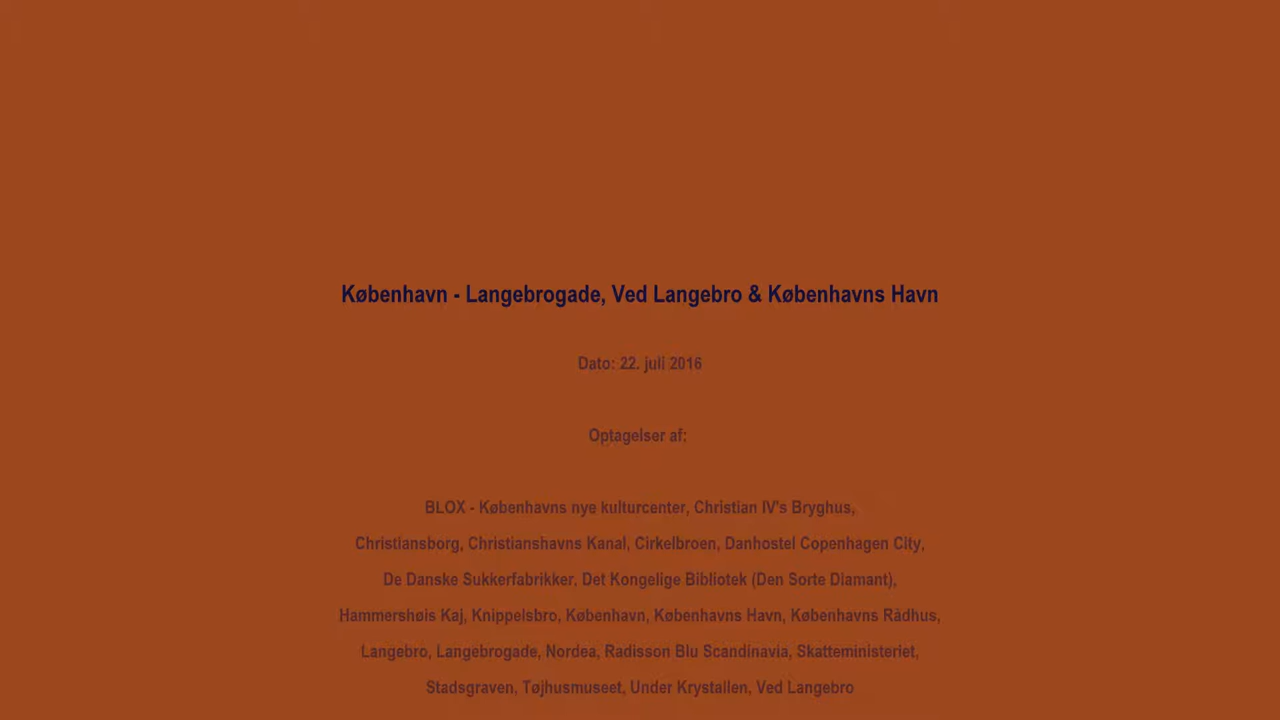 København - Langebrogade, Ved Langebro & Københavns Havn
Dato: 22. juli 2016
Optagelser af:
BLOX - Københavns nye kulturcenter, Christian IV's Bryghus,
Christiansborg, Christianshavns Kanal, Cirkelbroen, Danhostel Copenhagen City,
De Danske Sukkerfabrikker, Det Kongelige Bibliotek (Den Sorte Diamant),
Hammershøis Kaj, Knippelsbro, København, Københavns Havn, Københavns Rådhus,
Langebro, Langebrogade, Nordea, Radisson Blu Scandinavia, Skatteministeriet,
Stadsgraven, Tøjhusmuseet, Under Krystallen, Ved Langebro